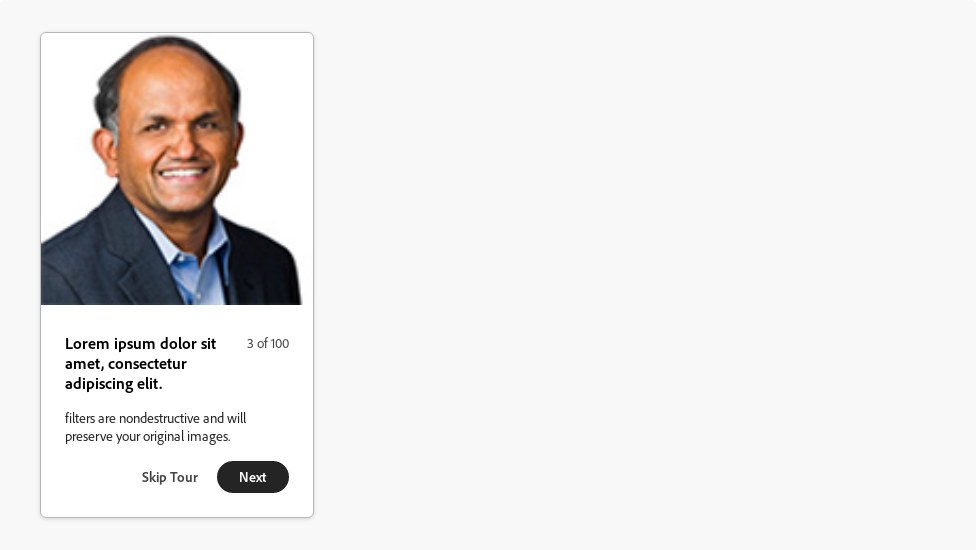 Lorem ipsum dolor sit
3 of 100
amet, consectetur
adipiscing elit.
filters are nondestructive and will
preserve your original images.
Skip Tour
Next